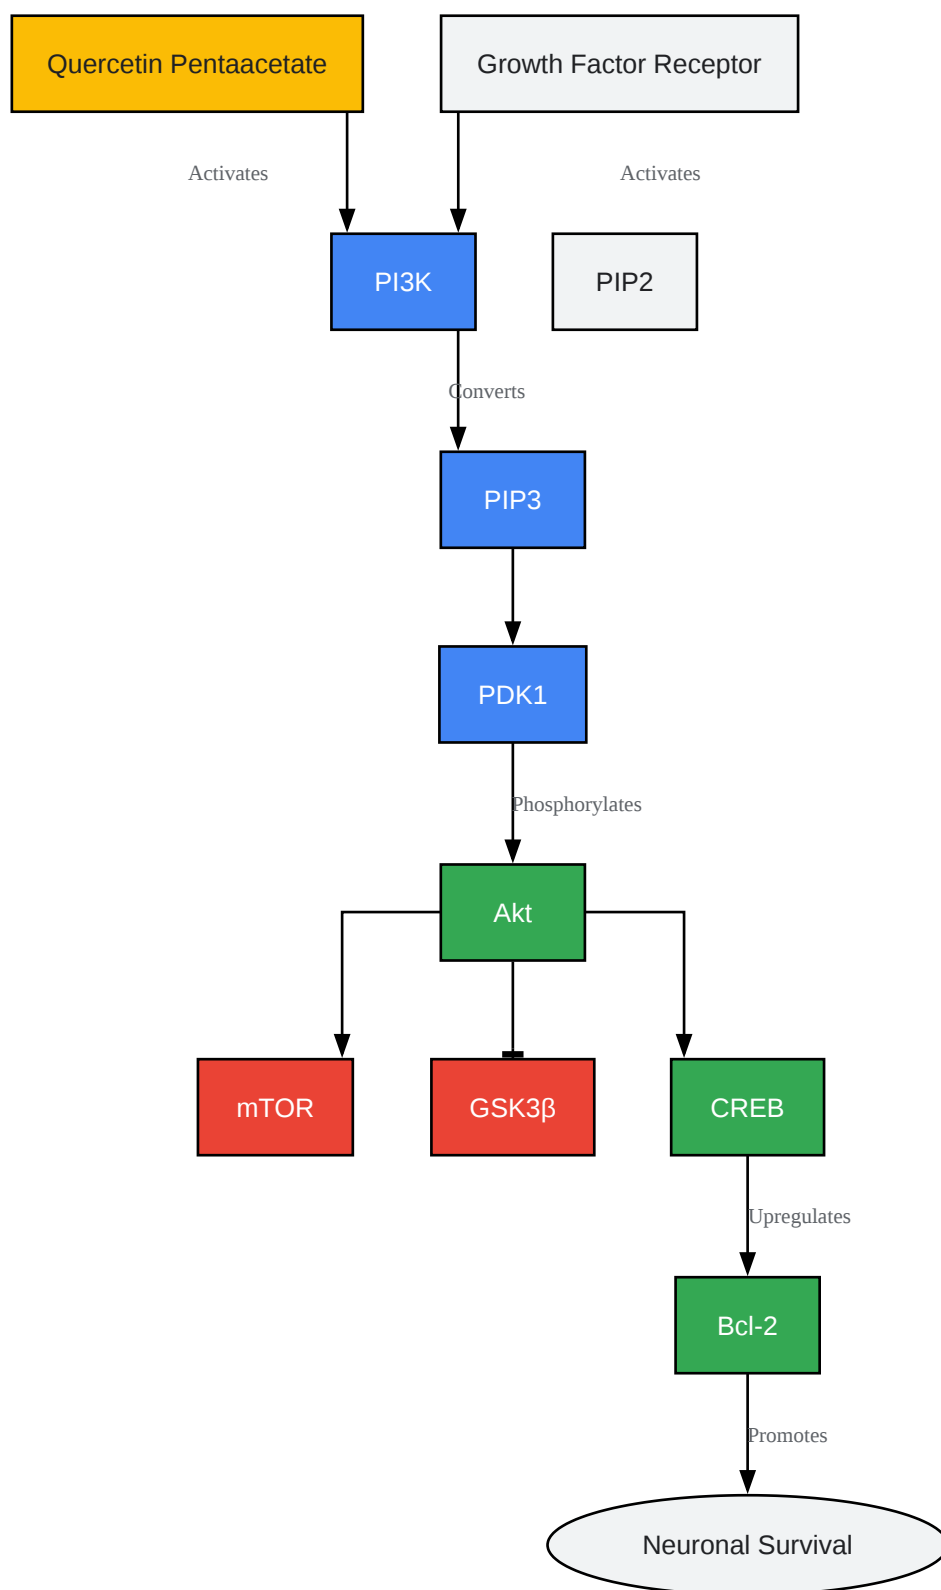 Quercetin Pentaacetate
Growth Factor Receptor
Activates
Activates
PI3K
PIP2
Converts
PIP3
PDK1
Phosphorylates
Akt
mTOR
GSK3β
CREB
Upregulates
Bcl-2
Promotes
Neuronal Survival